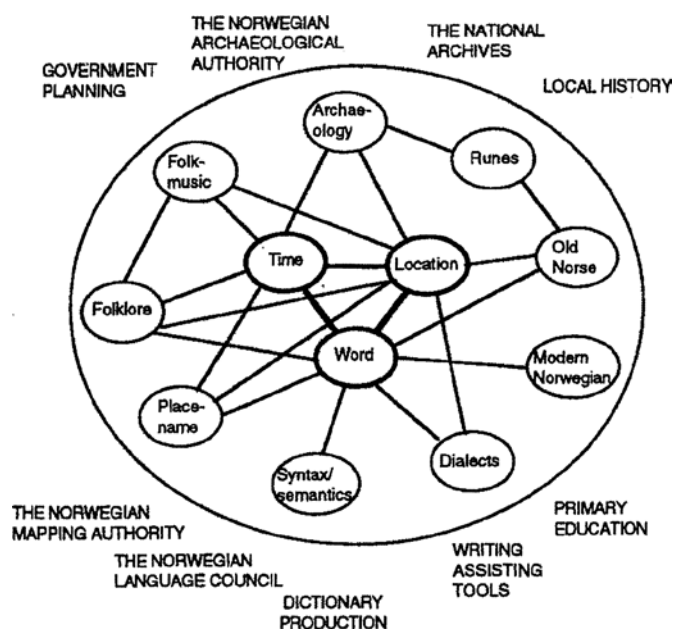 THE NORWEGIAN
ARCHAEOLOGICAL
AUTHORITY
THE NATIONAL
ARCHIVES
GOVERNMENT
PLANNING
LOCAL HISTORY
Archae-
ology
Runes
Folk-
music
Time
Location
Old
Norse
Folklore
Word
Modern
Norwegian
Place-
name
Syntax/
semantics
Dialects
THE NORWEGIAN
MAPPING AUTHORITY
PRIMARY
EDUCATION
THE NORWEGIAN
LANGUAGE COUNCIL
WRITING
ASSISTING
TOOLS
DICTIONARY
PRODUCTION